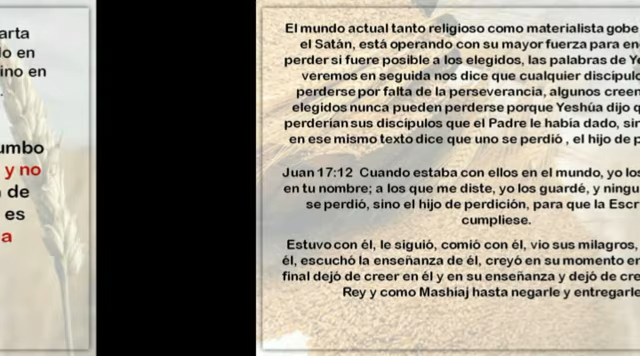 arta
o en
ino en
.
umbo
y no
de
es
a
El mundo actual tanto religioso como materialista gobe
el Satán, está operando con su mayor fuerza para en
perder si fuere posible a los elegidos, las palabras de Ye
veremos en seguida nos dice que cualquier discípul
perderse por falta de la perseverancia, algunos creen
elegidos nunca pueden perderse porque Yeshúa dijo q
perderían sus discípulos que el Padre le había dado, sin
en ese mismo texto dice que uno se perdió , el hijo de p
Juan 17:12 Cuando estaba con ellos en el mundo, yo los
en tu nombre; a los que me diste, yo los guardé, y ningu
se perdió, sino el hijo de perdición, para que la Escr
cumpliese.
Estuvo con él, le siguió, comió con él, vio sus milagros,
él, escuchó la enseñanza de él, creyó en su momento en
final dejó de creer en él y en su enseñanza y dejó de cre
Rey y como Mashiaj hasta negarle y entregarle